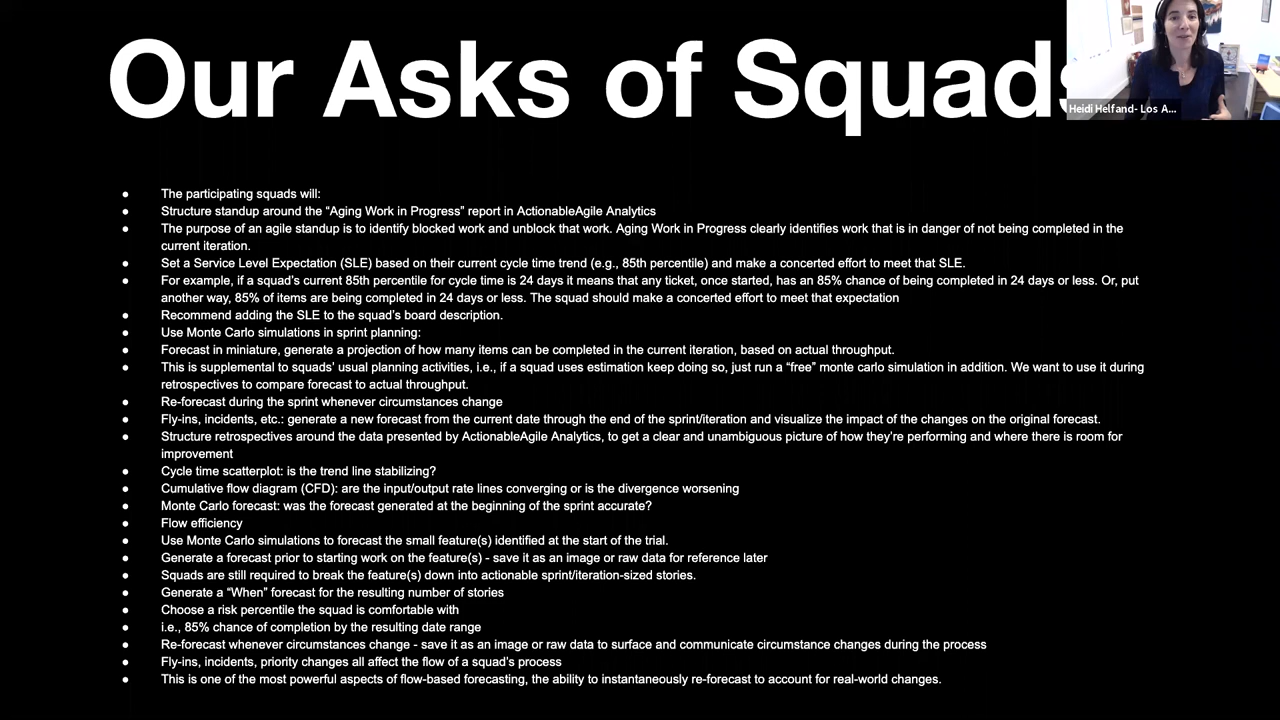 Our Asks of Squads
Heidi Helfand- Los A...
● The participating squads will:
● Structure standup around the “Aging Work in Progress” report in ActionableAgile Analytics
● The purpose of an agile standup is to identify blocked work and unblock that work. Aging Work in Progress clearly identifies work that is in danger of not being completed in the
current iteration.
● Set a Service Level Expectation (SLE) based on their current cycle time trend (e.g., 85th percentile) and make a concerted effort to meet that SLE.
● For example, if a squad’s current 85th percentile for cycle time is 24 days it means that any ticket, once started, has an 85% chance of being completed in 24 days or less. Or, put
another way, 85% of items are being completed in 24 days or less. The squad should make a concerted effort to meet that expectation
● Recommend adding the SLE to the squad’s board description.
● Use Monte Carlo simulations in sprint planning:
● Forecast in miniature, generate a projection of how many items can be completed in the current iteration, based on actual throughput.
● This is supplemental to squads’ usual planning activities, i.e., if a squad uses estimation keep doing so, just run a “free” monte carlo simulation in addition. We want to use it during
retrospectives to compare forecast to actual throughput.
● Re-forecast during the sprint whenever circumstances change
● Fly-ins, incidents, etc.: generate a new forecast from the current date through the end of the sprint/iteration and visualize the impact of the changes on the original forecast.
● Structure retrospectives around the data presented by ActionableAgile Analytics, to get a clear and unambiguous picture of how they’re performing and where there is room for
improvement
● Cycle time scatterplot: is the trend line stabilizing?
● Cumulative flow diagram (CFD): are the input/output rate lines converging or is the divergence worsening
● Monte Carlo forecast: was the forecast generated at the beginning of the sprint accurate?
● Flow efficiency
● Use Monte Carlo simulations to forecast the small feature(s) identified at the start of the trial.
● Generate a forecast prior to starting work on the feature(s) - save it as an image or raw data for reference later
● Squads are still required to break the feature(s) down into actionable sprint/iteration-sized stories.
● Generate a “When” forecast for the resulting number of stories
● Choose a risk percentile the squad is comfortable with
● i.e., 85% chance of completion by the resulting date range
● Re-forecast whenever circumstances change - save it as an image or raw data to surface and communicate circumstance changes during the process
● Fly-ins, incidents, priority changes all affect the flow of a squad’s process
● This is one of the most powerful aspects of flow-based forecasting, the ability to instantaneously re-forecast to account for real-world changes.